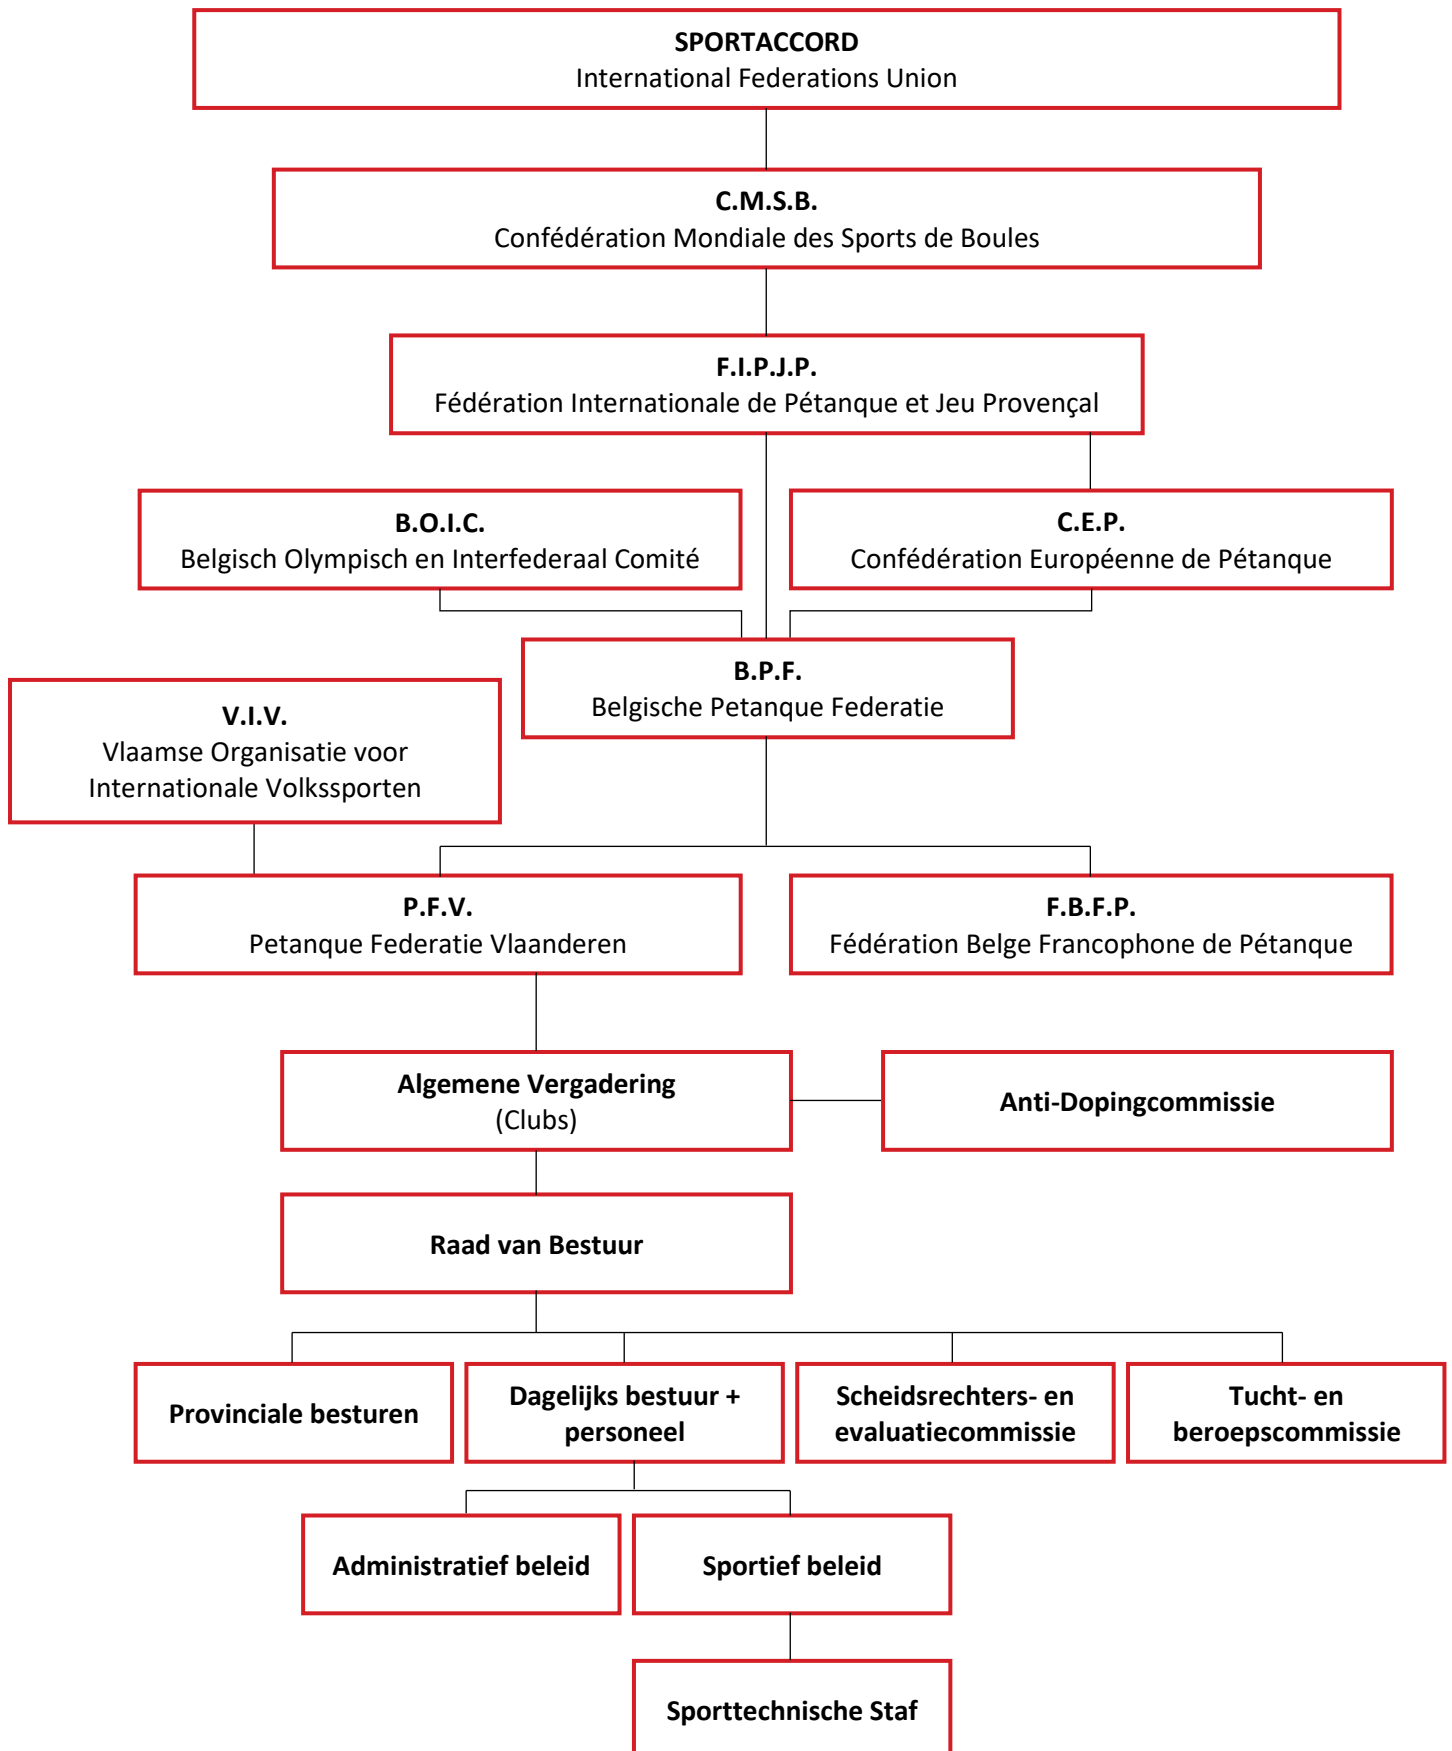 SPORTACCORD
International Federations Union
C.M.S.B.
Confédération Mondiale des Sports de Boules
F.I.P.J.P.
Fédération Internationale de Pétanque et Jeu Provençal
B.O.I.C.
Belgisch Olympisch en Interfederaal Comité
C.E.P.
Confédération Européenne de Pétanque
B.P.F.
Belgische Petanque Federatie
V.I.V.
Vlaamse Organisatie voor
Internationale Volkssporten
P.F.V.
Petanque Federatie Vlaanderen
F.B.F.P.
Fédération Belge Francophone de Pétanque
Algemene Vergadering
(Clubs)
Anti-Dopingcommissie
Raad van Bestuur
Provinciale besturen
Dagelijks bestuur +
personeel
Scheidsrechters- en
evaluatiecommissie
Tucht- en
beroepscommissie
Administratief beleid
Sportief beleid
Sporttechnische Staf